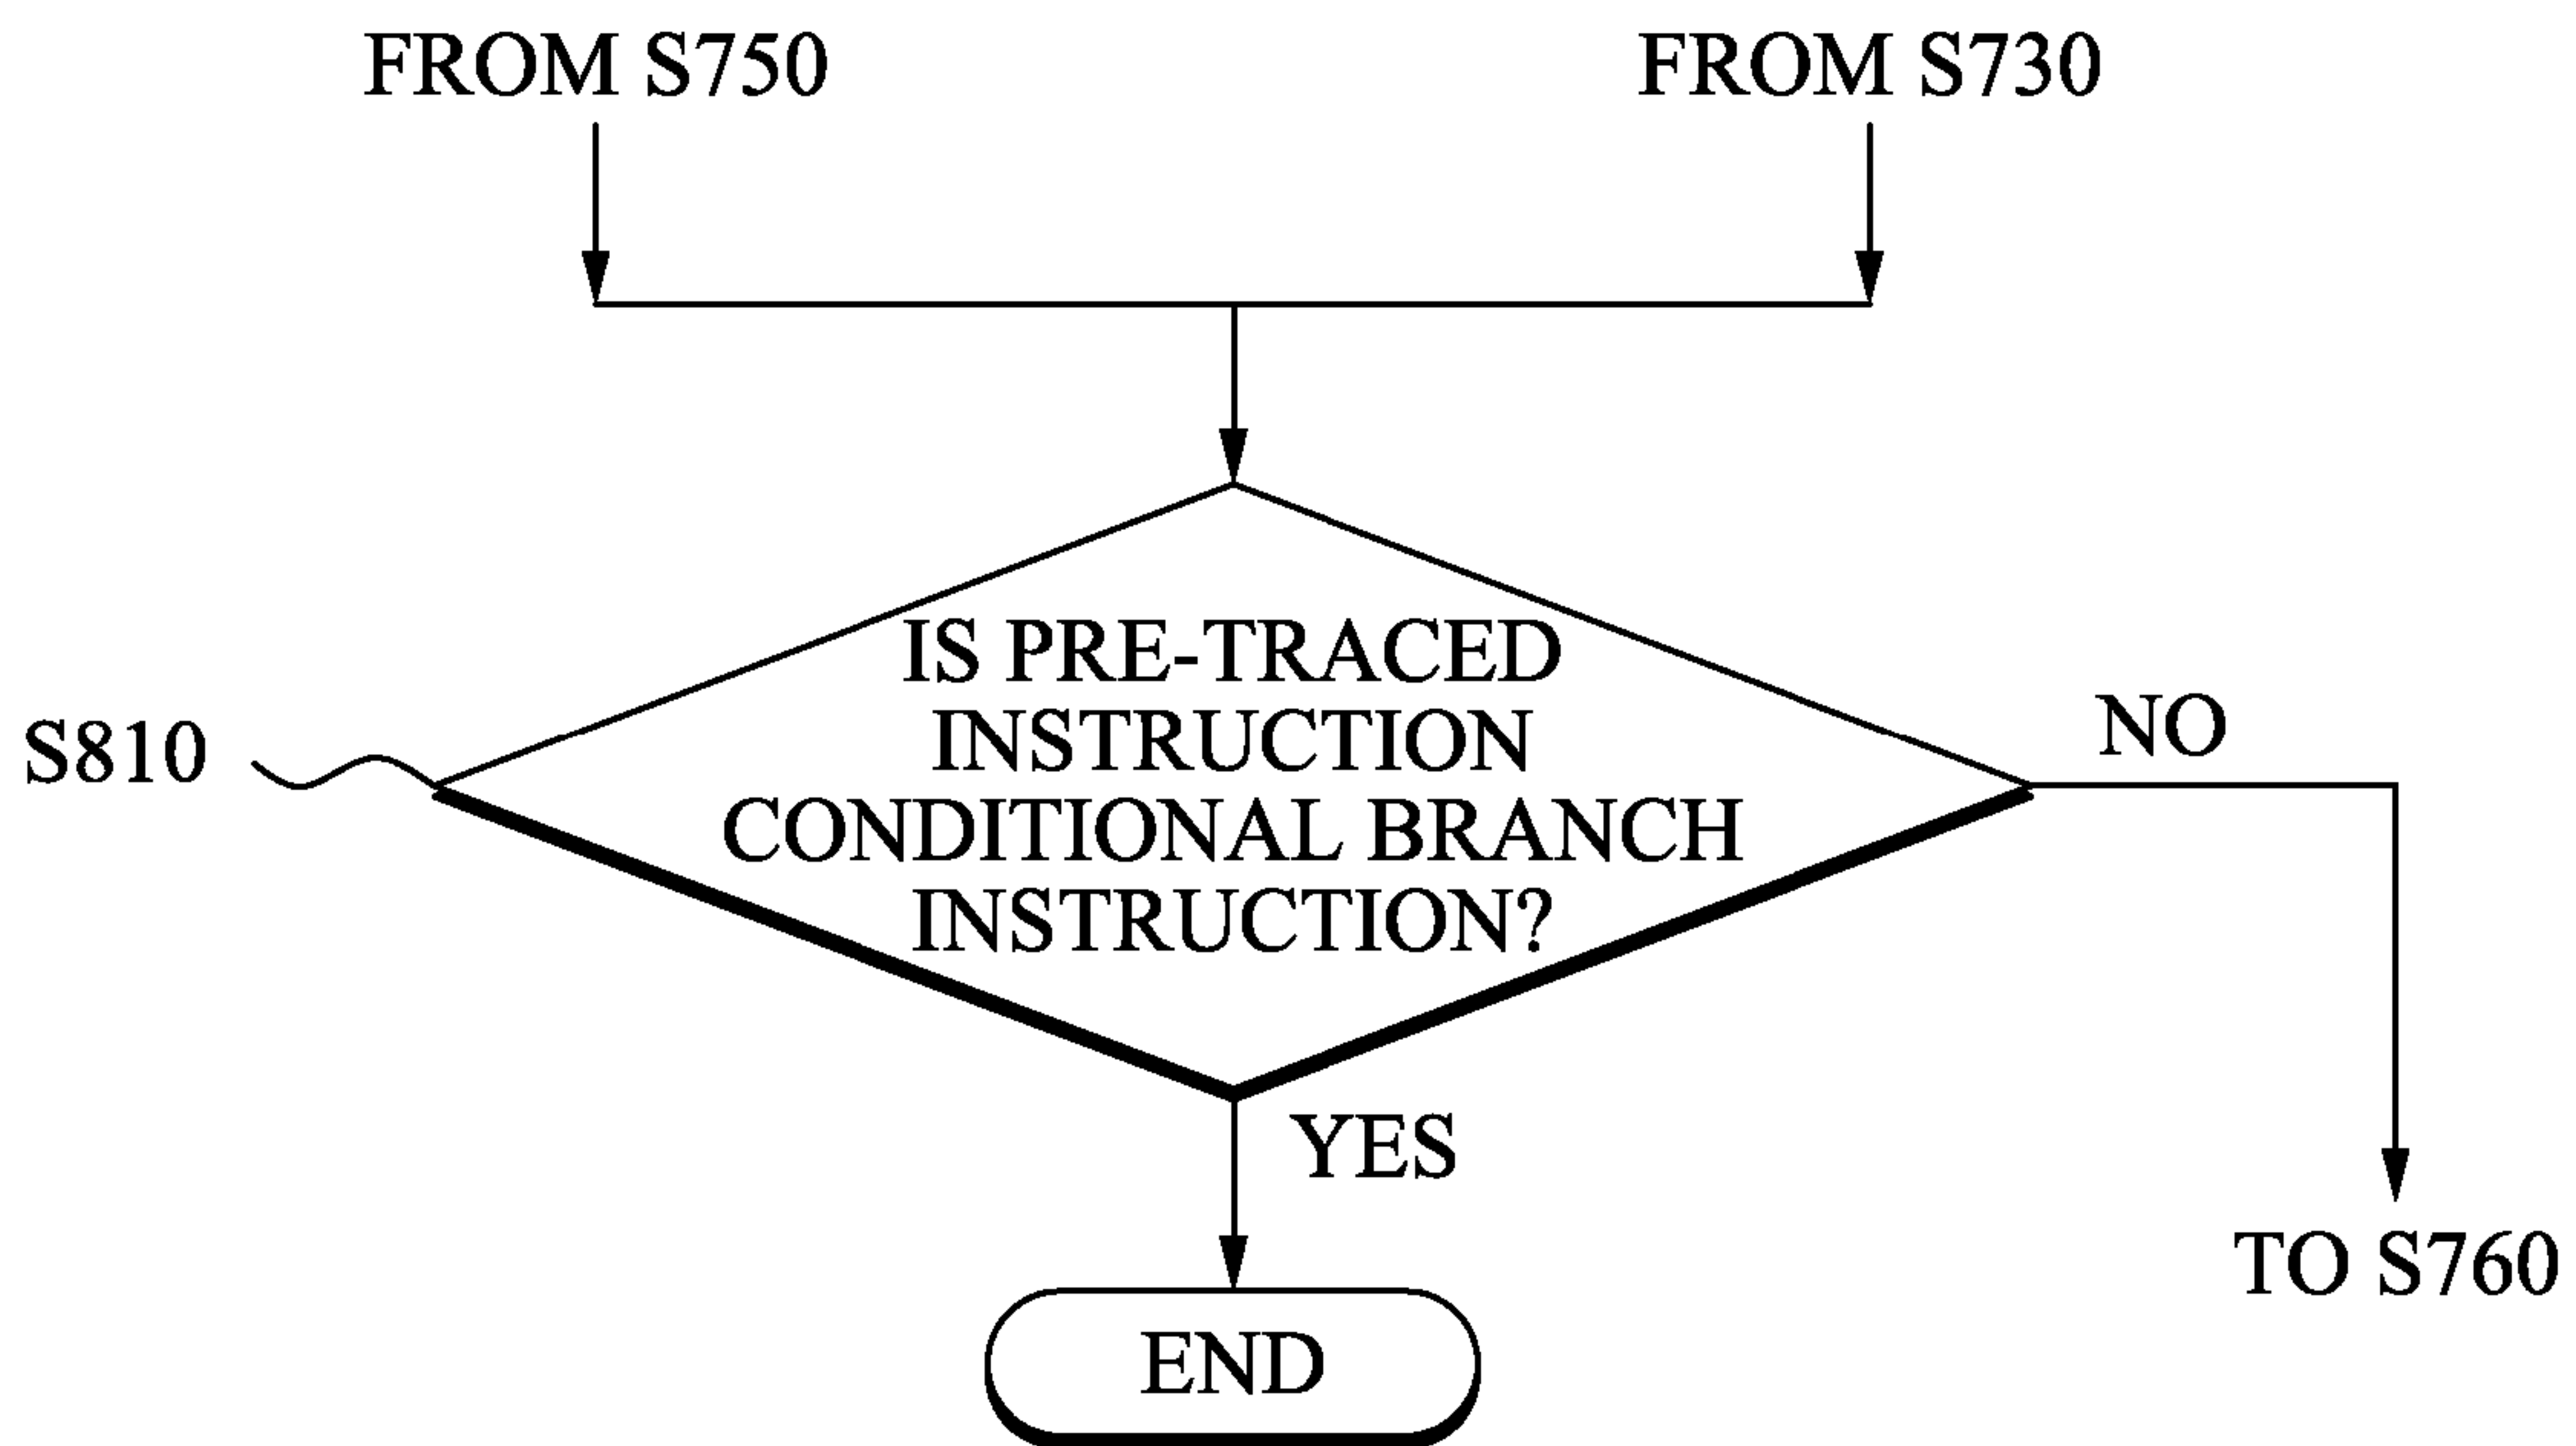 FROM S750
FROM S730
IS PRE-TRACED
INSTRUCTION
CONDITIONAL BRANCH
INSTRUCTION?
S810
NO
YES
TO S760
END